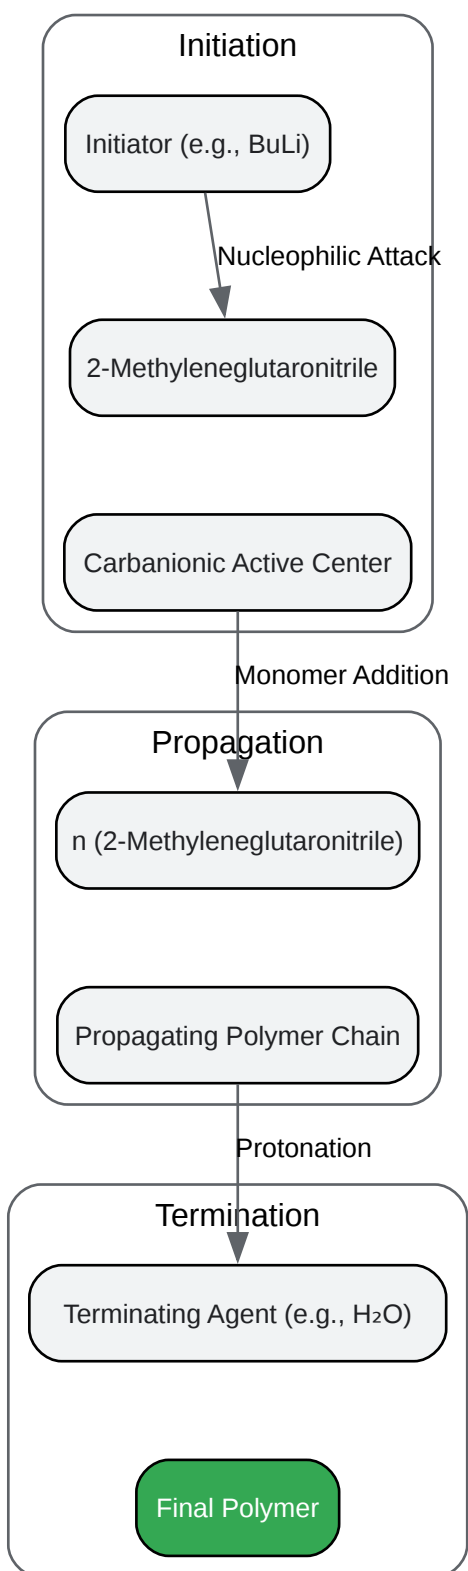 Initiation
Initiator (e.g., BuLi)
Nucleophilic Attack
2-Methyleneglutaronitrile
Carbanionic Active Center
Monomer Addition
Propagation
n (2-Methyleneglutaronitrile)
Propagating Polymer Chain
Protonation
Termination
Terminating Agent (e.g., H₂O)
Final Polymer